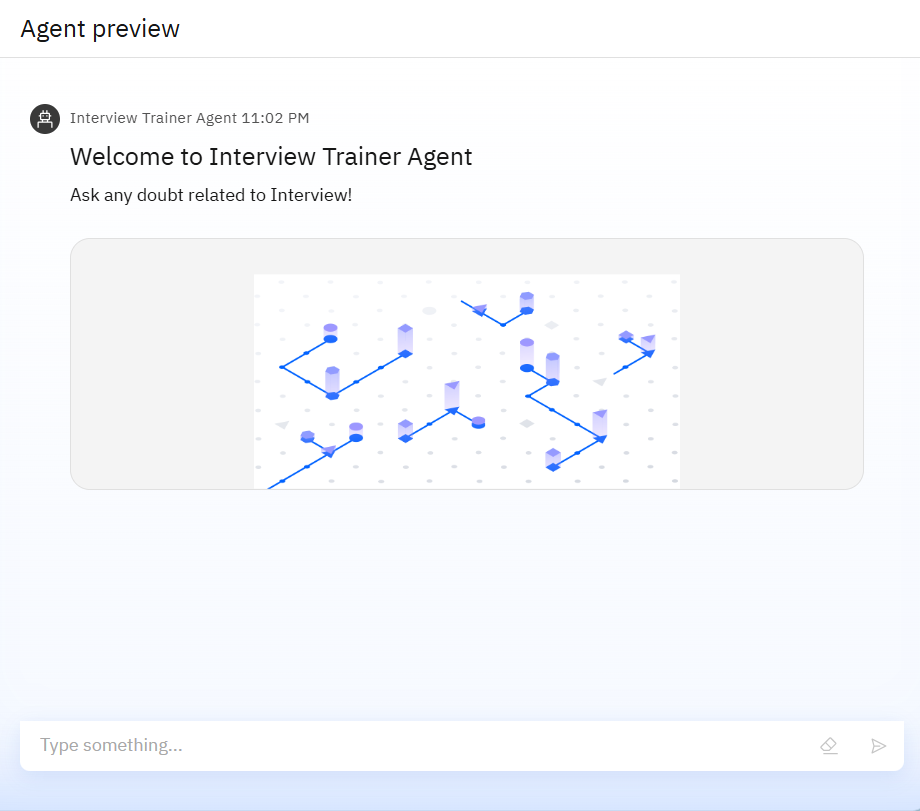 Agent preview
Interview Trainer Agent 11:02 PM
Welcome to Interview Trainer Agent
Ask any doubt related to Interview!
Type something...